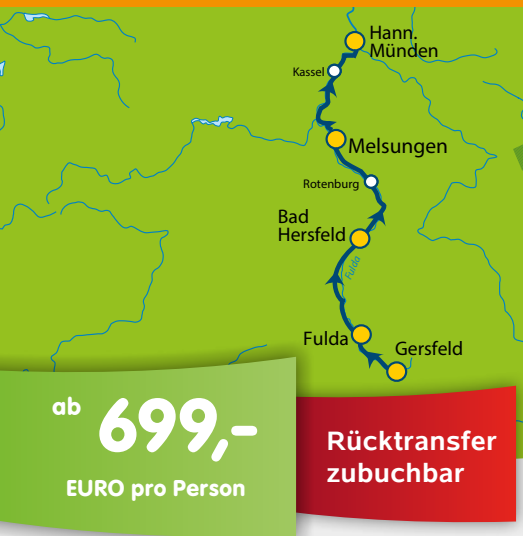 Hann.
Münden
Kassel
Melsungen
Rotenburg
Bad
Hersfeld
Fulda
Fulda
Gersfeld
ab 699,-
EURO pro Person
Rücktransfer
zubuchbar